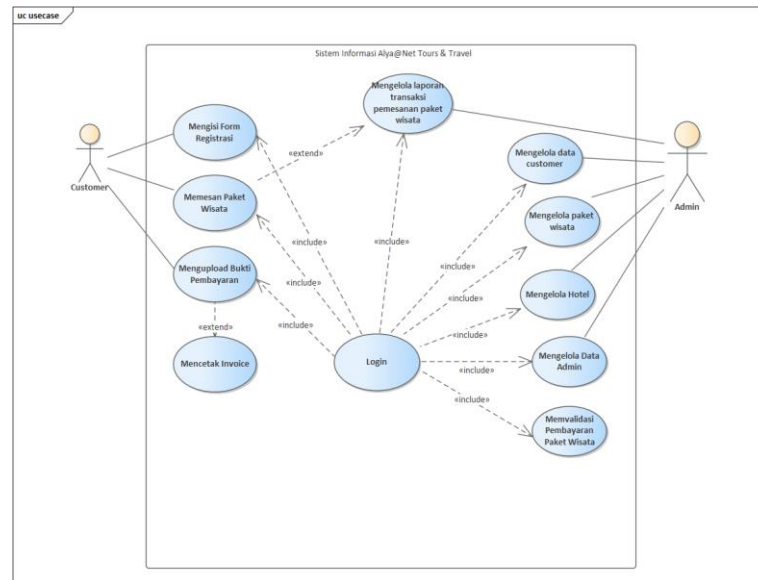 uc usecase
Sistem Informasi Alya@Net Tours & Travel
Mengelola laporan
transaksi
pemesanan paket
wisata
Mengisi Form
Registrasi
«extend»
Mengelola data
customer
Customer
Memesan Paket
Wisata
Admin
Mengelola paket
wisata
«include»
«include»
«include»
Mengupload Bukti
Pembayaran
«include»
«include»
Mengelola Hotel
«extend»
«include»
«include»
Mencetak Invoice
Login
Mengelola Data
Admin
«include»
«include»
Memvalidasi
Pembayaran
Paket Wisata